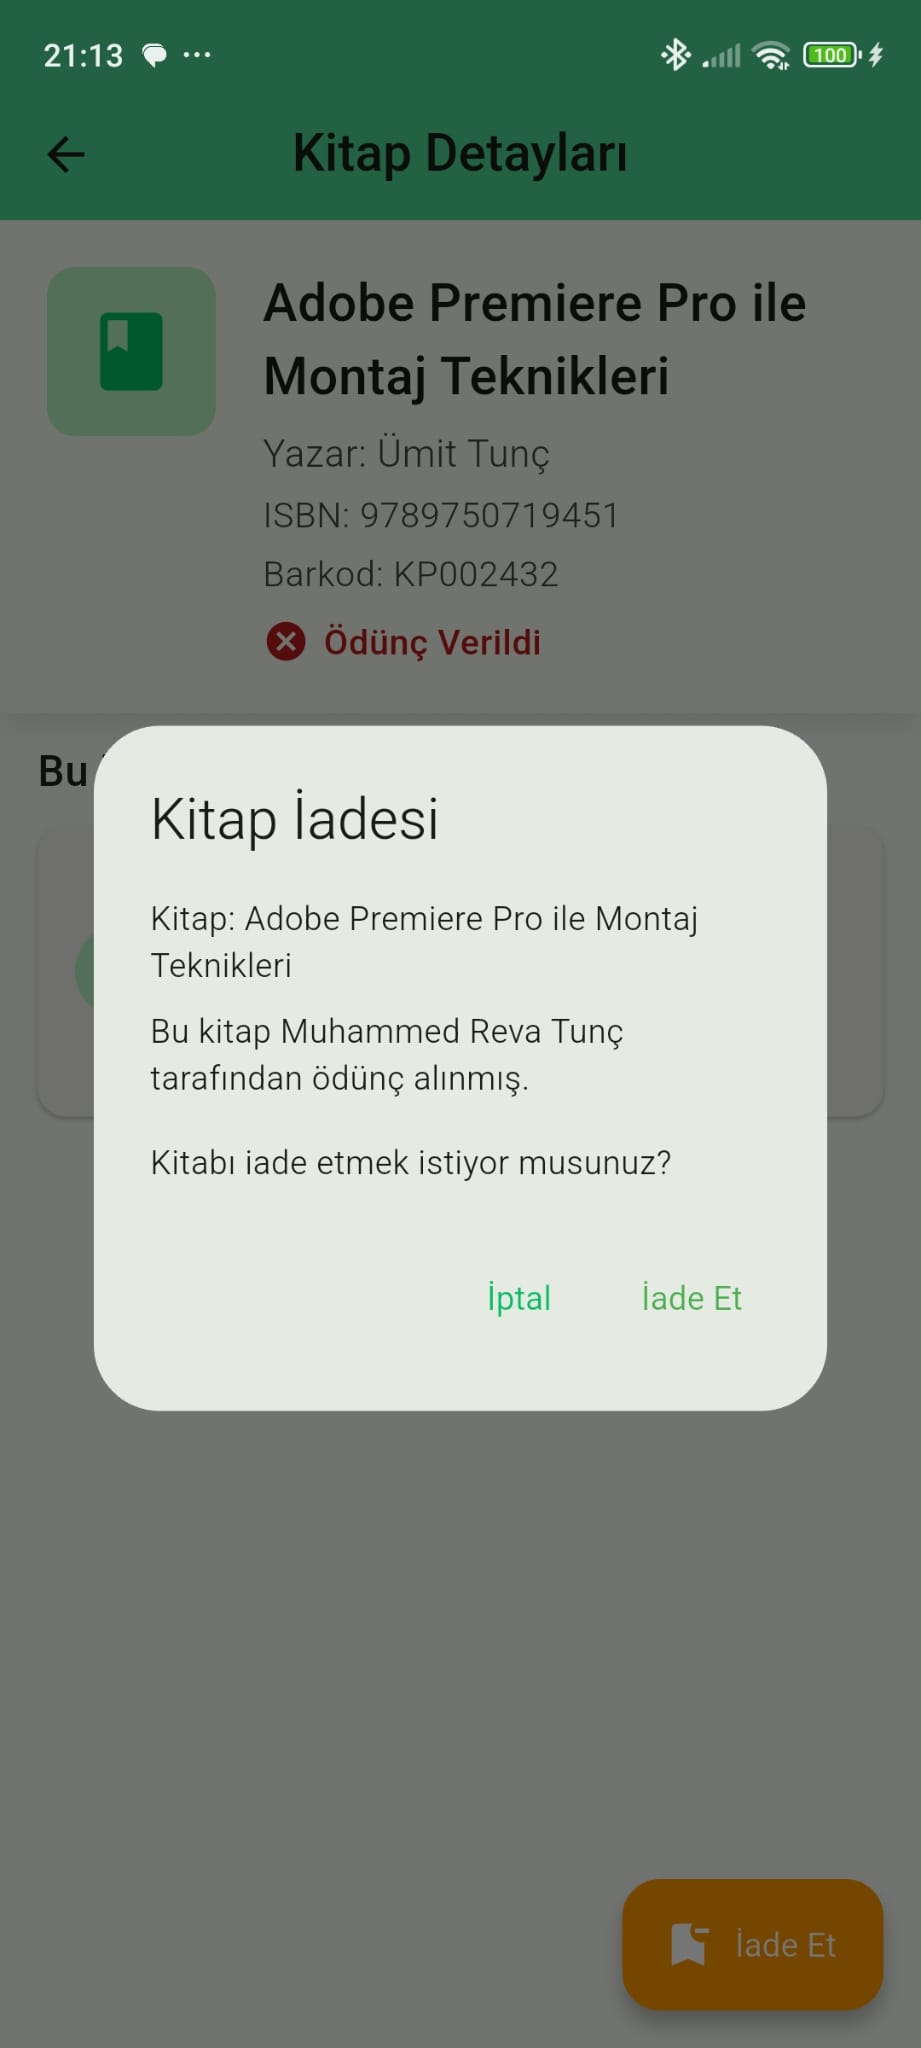 21:13
100
Kitap Detayları
Adobe Premiere Pro ile
Montaj Teknikleri
Yazar: Ümit Tunç
ISBN: 9789750719451
Barkod: KP002432
Ödünç Verildi
Bu
Kitap İadesi
Kitap: Adobe Premiere Pro ile Montaj
Teknikleri
Bu kitap Muhammed Reva Tunç
tarafından ödünç alınmış.
Kitabı iade etmek istiyor musunuz?
İptal
İade Et
İade Et